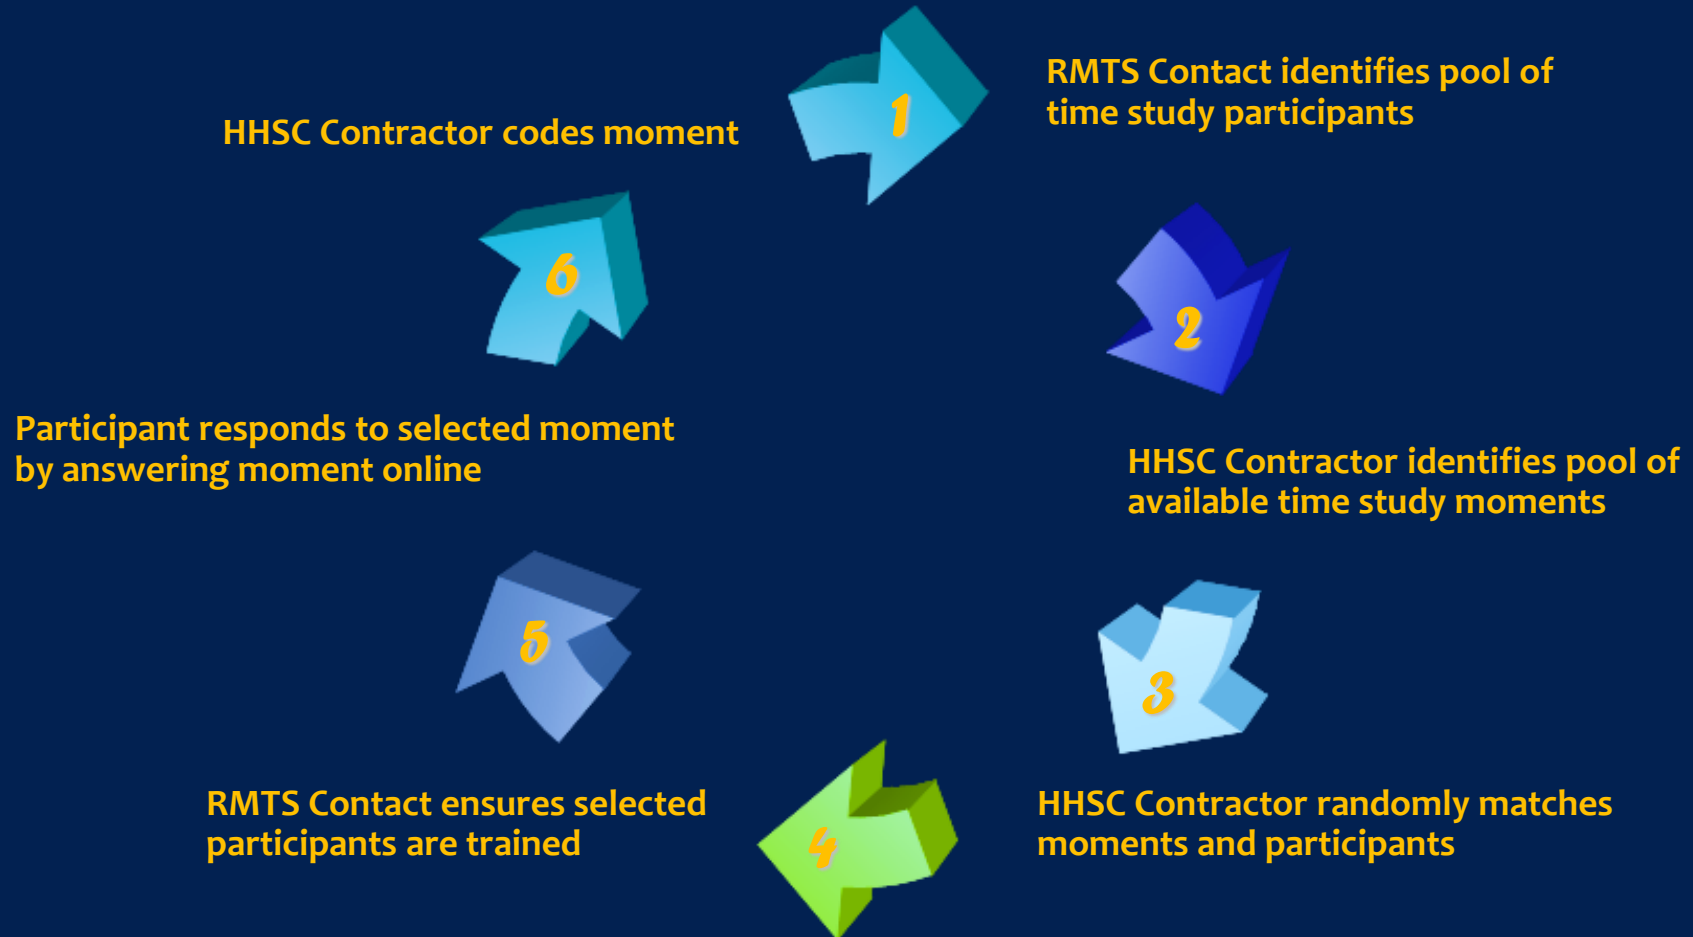 1
RMTS Contact identifies pool of
time study participants
2
HHSC Contractor identifies pool of
available time study moments
3
HHSC Contractor randomly matches
moments and participants
4
RMTS Contact ensures selected
participants are trained
5
Participant responds to selected moment
by answering moment online
6
HHSC Contractor codes moment